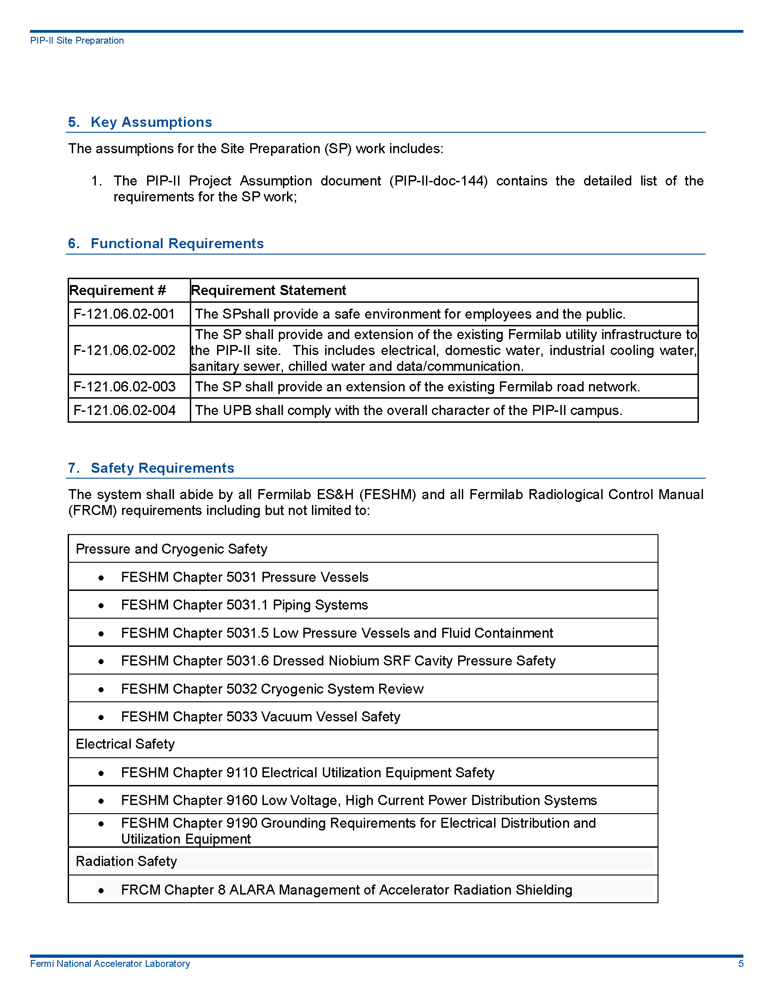 PIP-II Site Preparation
5. Key Assumptions
The assumptions for the Site Preparation (SP) work includes:
1. The PIP-II Project Assumption document (PIP-II-doc-144) contains the detailed list of the
requirements for the SP work;
6. Functional Requirements
Requirement # Requirement Statement
F-121.06.02-001 The SPshall provide a safe environment for employees and the public.
F-121.06.02-002 The SP shall provide and extension of the existing Fermilab utility infrastructure to
the PIP-II site. This includes electrical, domestic water, industrial cooling water,
sanitary sewer, chilled water and data/communication.
F-121.06.02-003 The SP shall provide an extension of the existing Fermilab road network.
F-121.06.02-004 The UPB shall comply with the overall character of the PIP-II campus.
7. Safety Requirements
The system shall abide by all Fermilab ES&H (FESHM) and all Fermilab Radiological Control Manual
(FRCM) requirements including but not limited to:
Pressure and Cryogenic Safety
• FESHM Chapter 5031 Pressure Vessels
• FESHM Chapter 5031.1 Piping Systems
• FESHM Chapter 5031.5 Low Pressure Vessels and Fluid Containment
• FESHM Chapter 5031.6 Dressed Niobium SRF Cavity Pressure Safety
• FESHM Chapter 5032 Cryogenic System Review
• FESHM Chapter 5033 Vacuum Vessel Safety
Electrical Safety
• FESHM Chapter 9110 Electrical Utilization Equipment Safety
• FESHM Chapter 9160 Low Voltage, High Current Power Distribution Systems
• FESHM Chapter 9190 Grounding Requirements for Electrical Distribution and
Utilization Equipment
Radiation Safety
• FRCM Chapter 8 ALARA Management of Accelerator Radiation Shielding
Fermi National Accelerator Laboratory 5